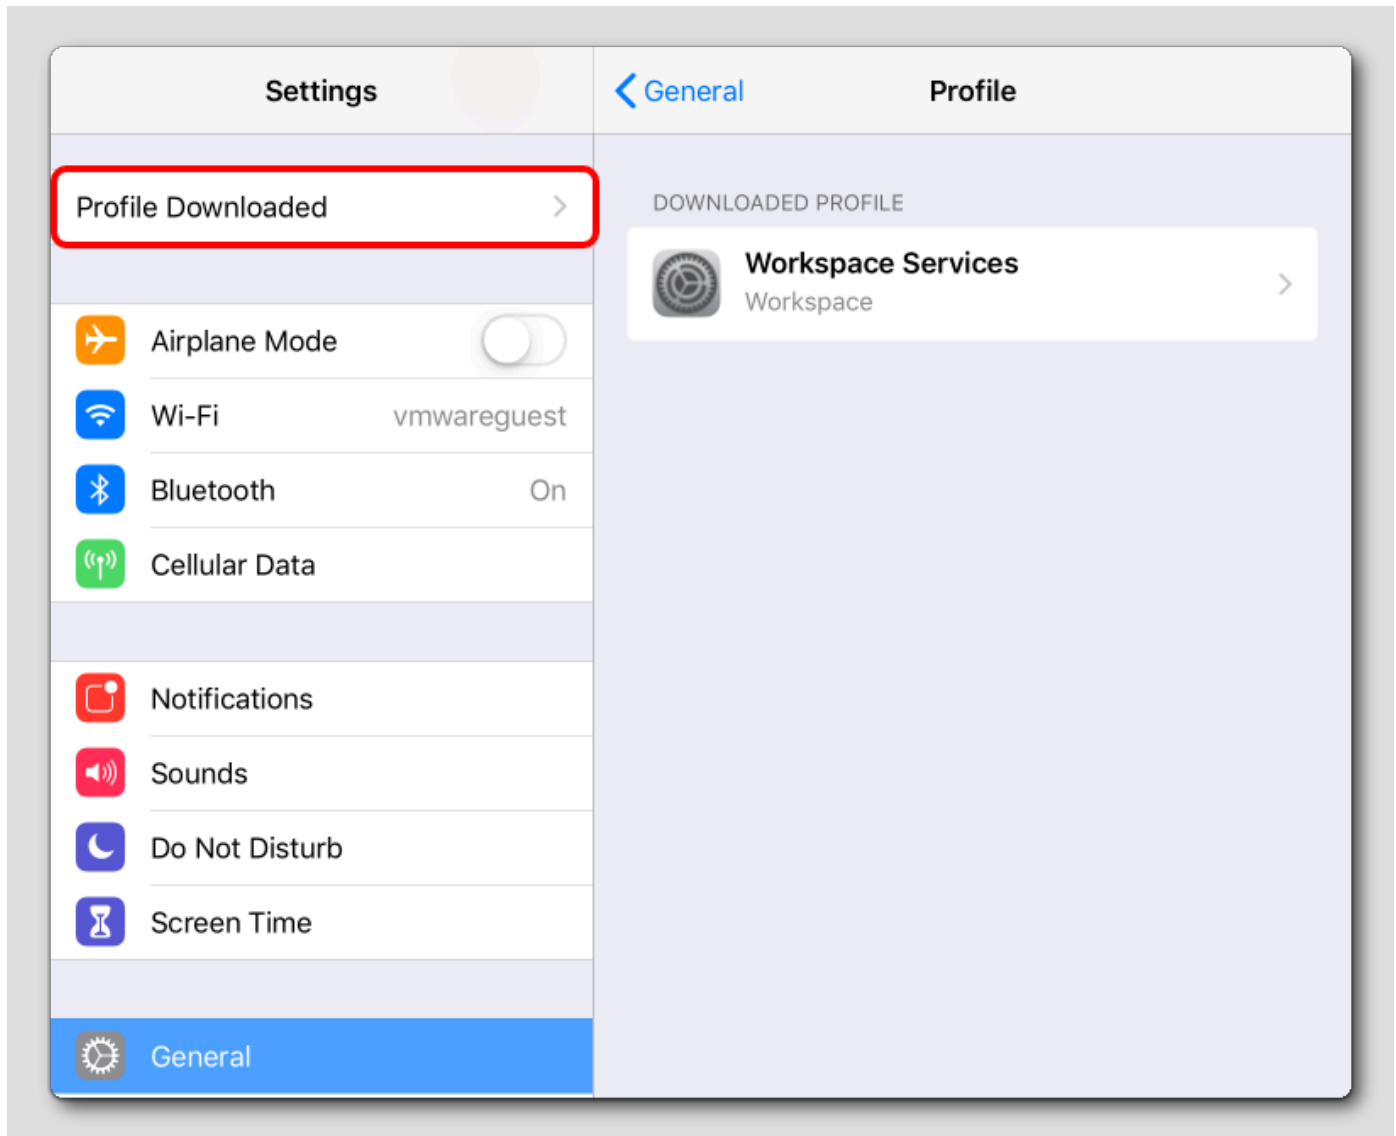 Settings
General
Profile
Profile Downloaded
DOWNLOADED PROFILE
Workspace Services
Workspace
Airplane Mode
Wi-Fi vmwareguest
Bluetooth On
Cellular Data
Notifications
Sounds
Do Not Disturb
Screen Time
General